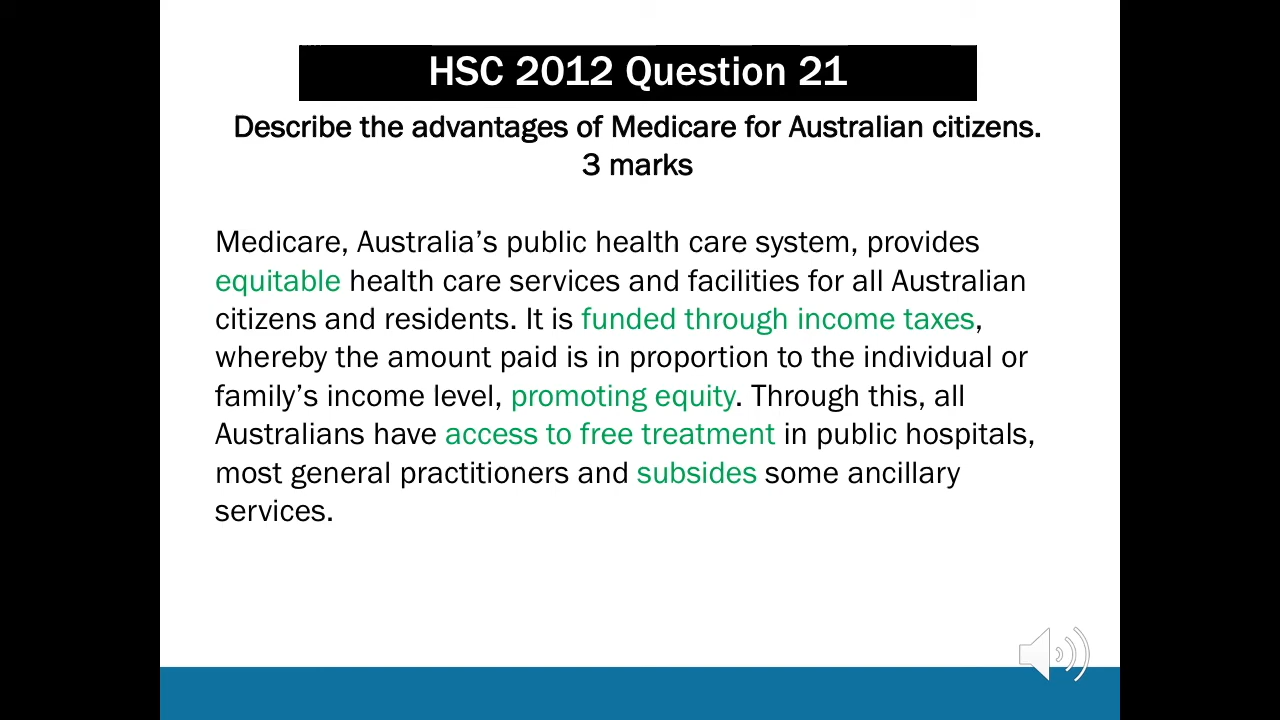 HSC 2012 Question 21
Describe the advantages of Medicare for Australian citizens.
3 marks
Medicare, Australia’s public health care system, provides
equitable health care services and facilities for all Australian
citizens and residents. It is funded through income taxes,
whereby the amount paid is in proportion to the individual or
family’s income level, promoting equity. Through this, all
Australians have access to free treatment in public hospitals,
most general practitioners and subsides some ancillary
services.